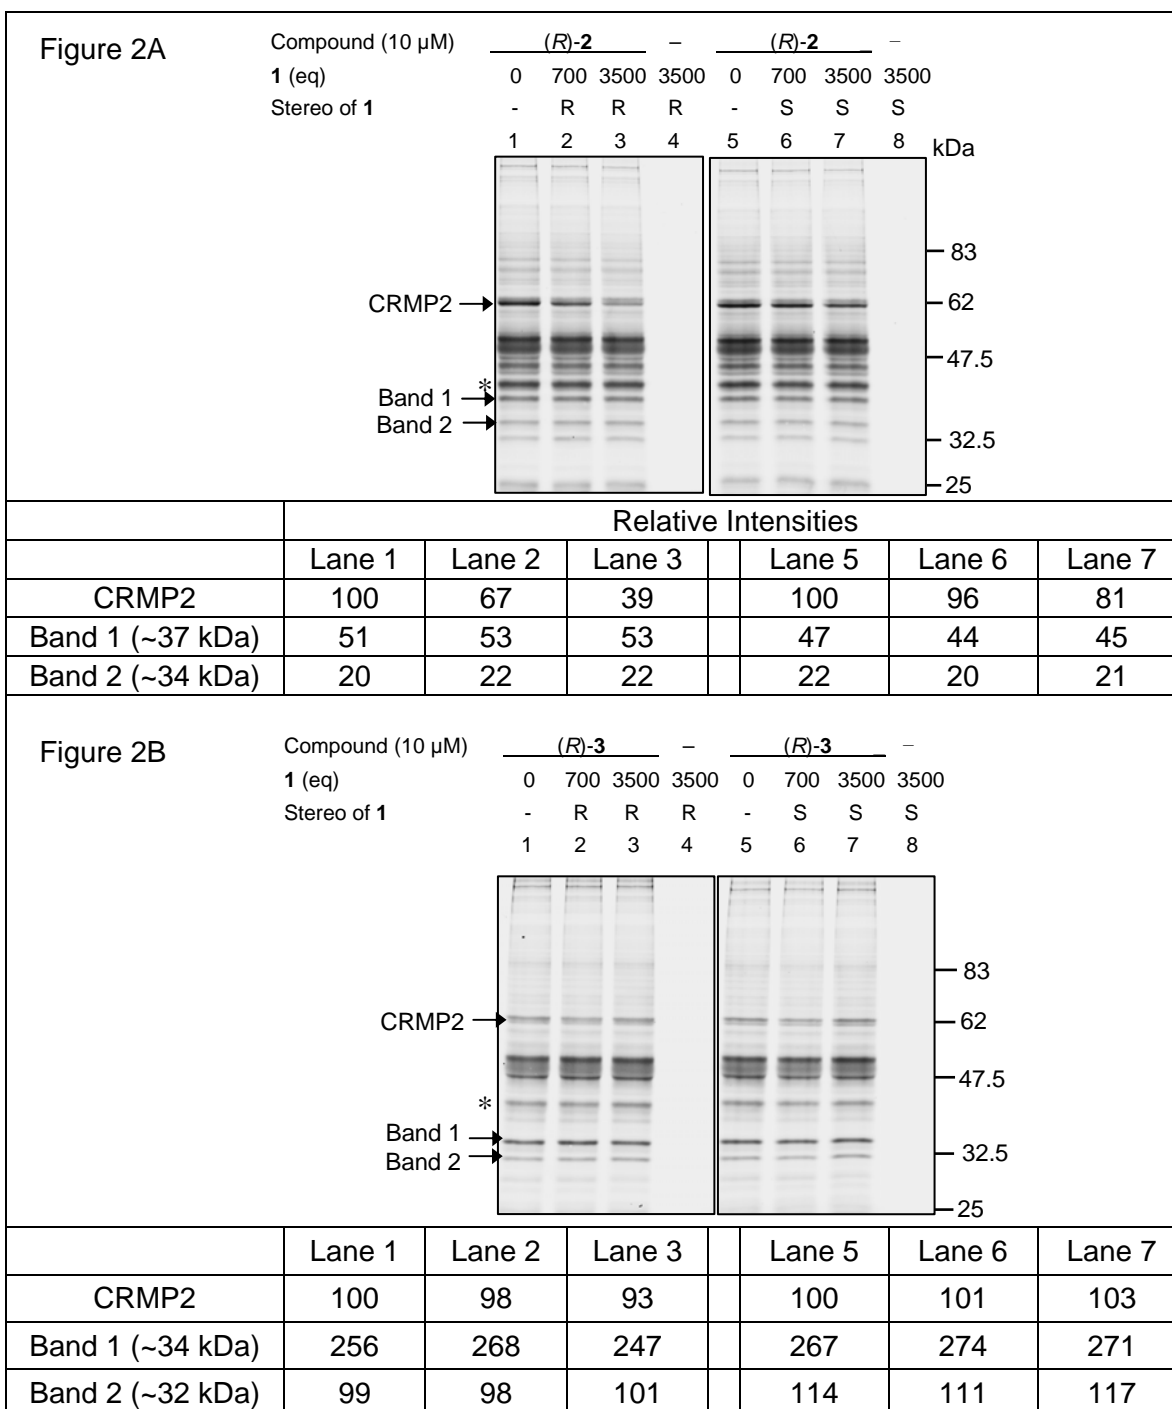 Figure 2A
Compound (10 µM) (R)-2 – (R)-2 _ –
1 (eq) 0 700 3500 3500 0 700 3500 3500
Stereo of 1 - R R R - S S S
1 2 3 4 5 6 7 8 kDa
83
CRMP2 62
47.5
*
Band 1
Band 2 32.5
25
Relative Intensities
Lane 1 Lane 2 Lane 3 Lane 5 Lane 6 Lane 7
CRMP2 100 67 39 100 96 81
Band 1 (~37 kDa) 51 53 53 47 44 45
Band 2 (~34 kDa) 20 22 22 22 20 21
Figure 2B
Compound (10 µM) (R)-3 – (R)-3 _ –
1 (eq) 0 700 3500 3500 0 700 3500 3500
Stereo of 1 - R R R - S S S
1 2 3 4 5 6 7 8
83
CRMP2 62
47.5
*
Band 1
Band 2 32.5
25
Lane 1 Lane 2 Lane 3 Lane 5 Lane 6 Lane 7
CRMP2 100 98 93 100 101 103
Band 1 (~34 kDa) 256 268 247 267 274 271
Band 2 (~32 kDa) 99 98 101 114 111 117